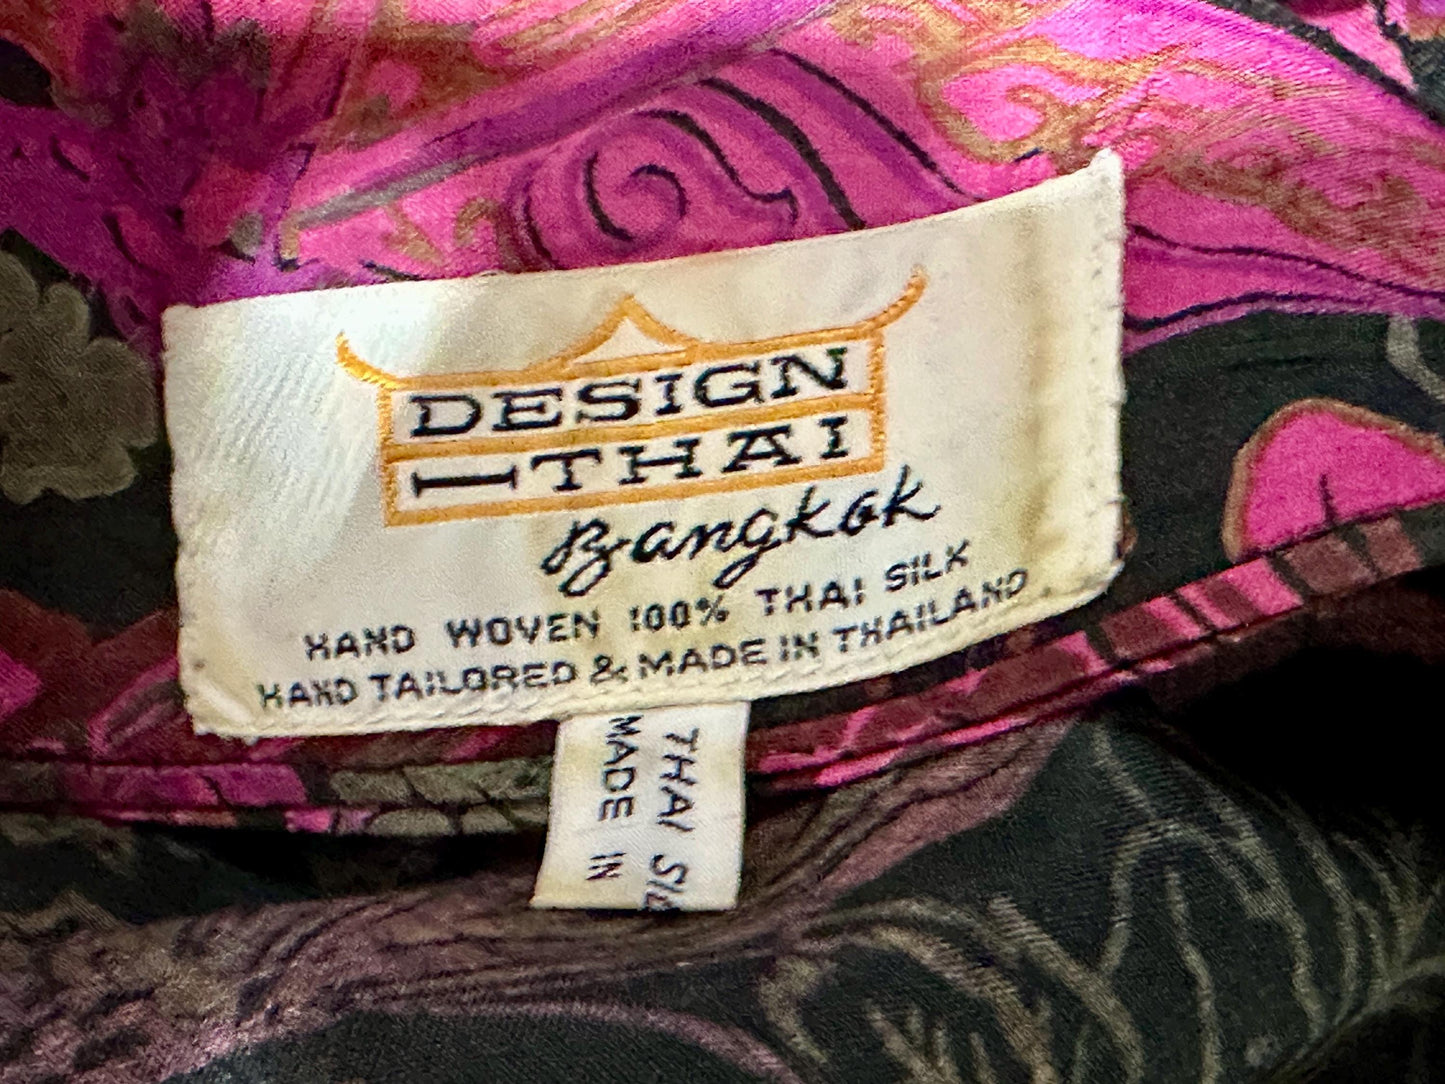 DESIGN
THAI
Bangkok
HAND WOVEN 100% THAI SILK
HAND TAILORED & MADE IN THAILAND
THAI
MADE IN